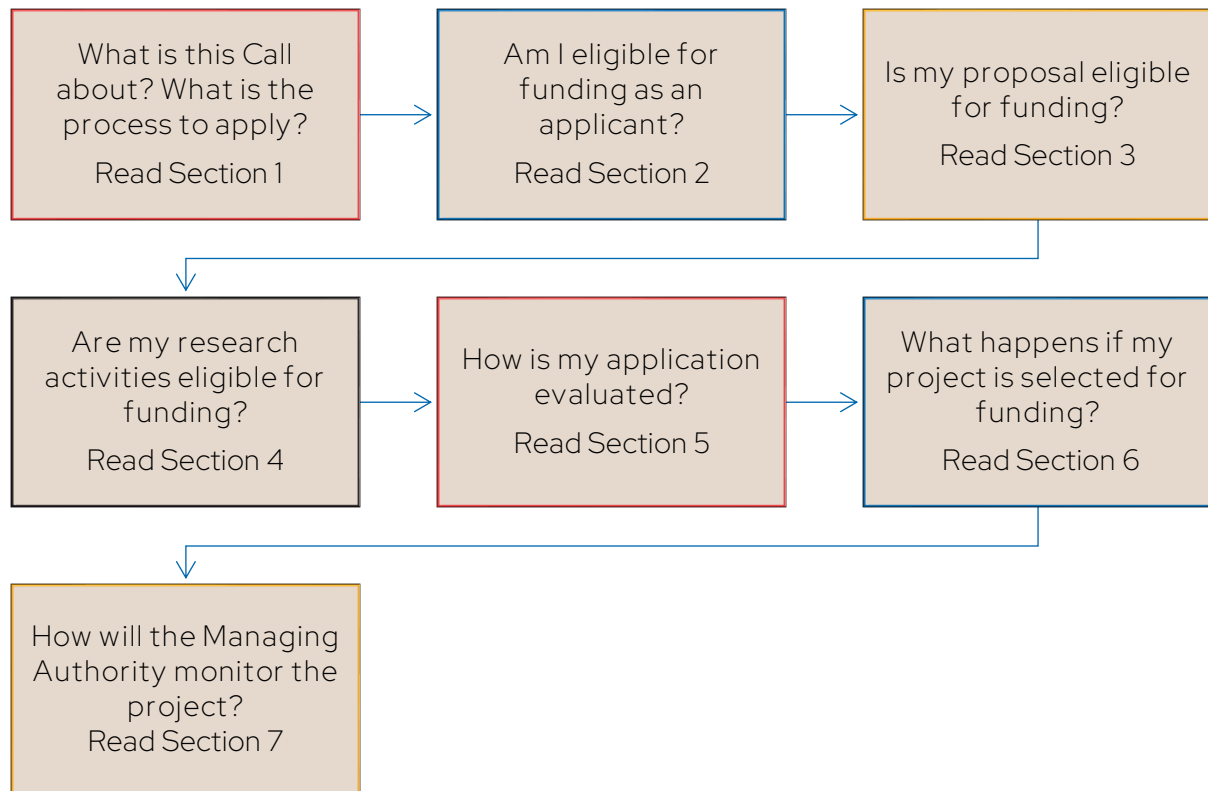 What is this Call
about? What is the
process to apply?
Read Section 1
Am I eligible for
funding as an
applicant?
Read Section 2
Is my proposal eligible
for funding?
Read Section 3
Are my research
activities eligible for
funding?
Read Section 4
How is my application
evaluated?
Read Section 5
What happens if my
project is selected for
funding?
Read Section 6
How will the Managing
Authority monitor the
project?
Read Section 7